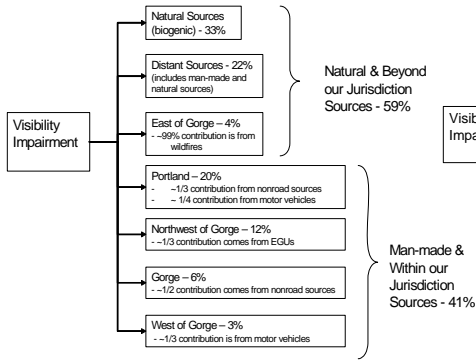 Natural Sources
(biogenic) - 33%
Distant Sources - 22%
(includes man-made and
natural sources)
East of Gorge – 4%
- ~99% contribution is from
wildfires
Natural & Beyond
our Jurisdiction
Sources - 59%
Visibility
Impairment
Visib
Impa
Portland – 20%
- ~1/3 contribution from nonroad sources
- ~ 1/4 contribution from motor vehicles
Northwest of Gorge – 12%
- ~1/3 contribution comes from EGUs
Gorge – 6%
- ~1/2 contribution comes from nonroad sources
West of Gorge – 3%
- ~1/3 contribution is from motor vehicles
Man-made &
Within our
Jurisdiction
Sources - 41%